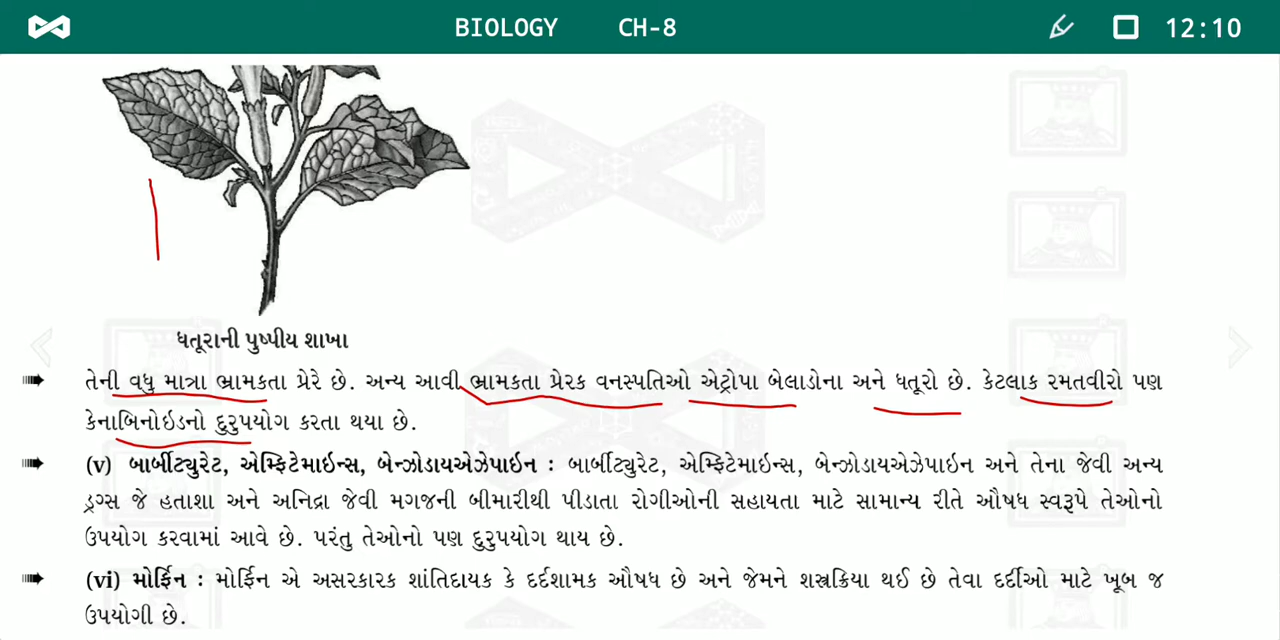 BIOLOGY CH-8 12:10
ધતૂરાની પુષ્પીય શાખા
તેની વધુ માત્રા ભ્રામકતા પ્રેરે છે. અન્ય આવી ભ્રામકતા પ્રેરક વનસ્પતિઓ એટ્રોપા બેલાડોના અને ધતૂરો છે. કેટલાક રમતવીરો પણ
કેનાબિનોઇડનો દુરુપયોગ કરતા થયા છે.
(v) બાર્બીટ્યુરેટ, એમ્ફિટેમાઇન્સ, બેન્ઝોડાયએઝેપાઇન : બાર્બીટ્યુરેટ, એમ્ફિટેમાઇન્સ, બેન્ઝોડાયએઝેપાઇન અને તેના જેવી અન્ય
ડ્રગ્સ જે હતાશા અને અનિદ્રા જેવી મગજની બીમારીથી પીડાતા રોગીઓની સહાયતા માટે સામાન્ય રીતે ઔષધ સ્વરૂપે તેઓનો
ઉપયોગ કરવામાં આવે છે. પરંતુ તેઓનો પણ દુરુપયોગ થાય છે.
(vi) મોર્ફિન : મોર્ફિન એ અસરકારક શાંતિદાયક કે દર્દશામક ઔષધ છે અને જેમને શસ્ત્રક્રિયા થઈ છે તેવા દર્દીઓ માટે ખૂબ જ
ઉપયોગી છે.